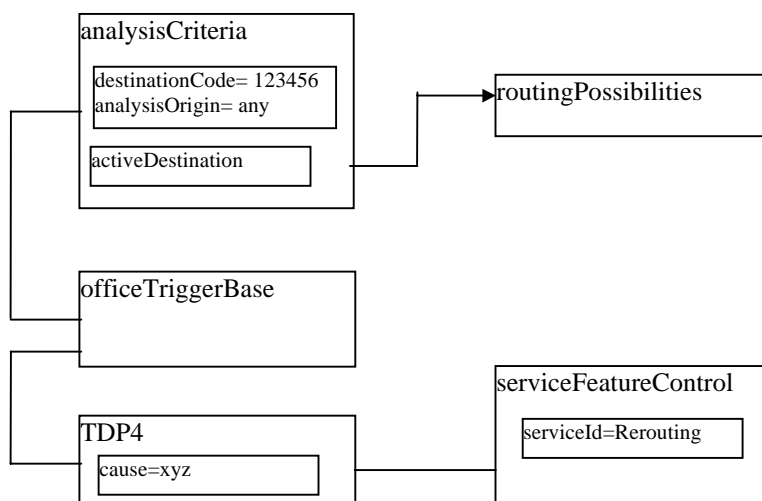 analysisCriteria
destinationCode= 123456
analysisOrigin= any
activeDestination
routingPossibilities
officeTriggerBase
serviceFeatureControl
serviceId=Rerouting
TDP4
cause=xyz